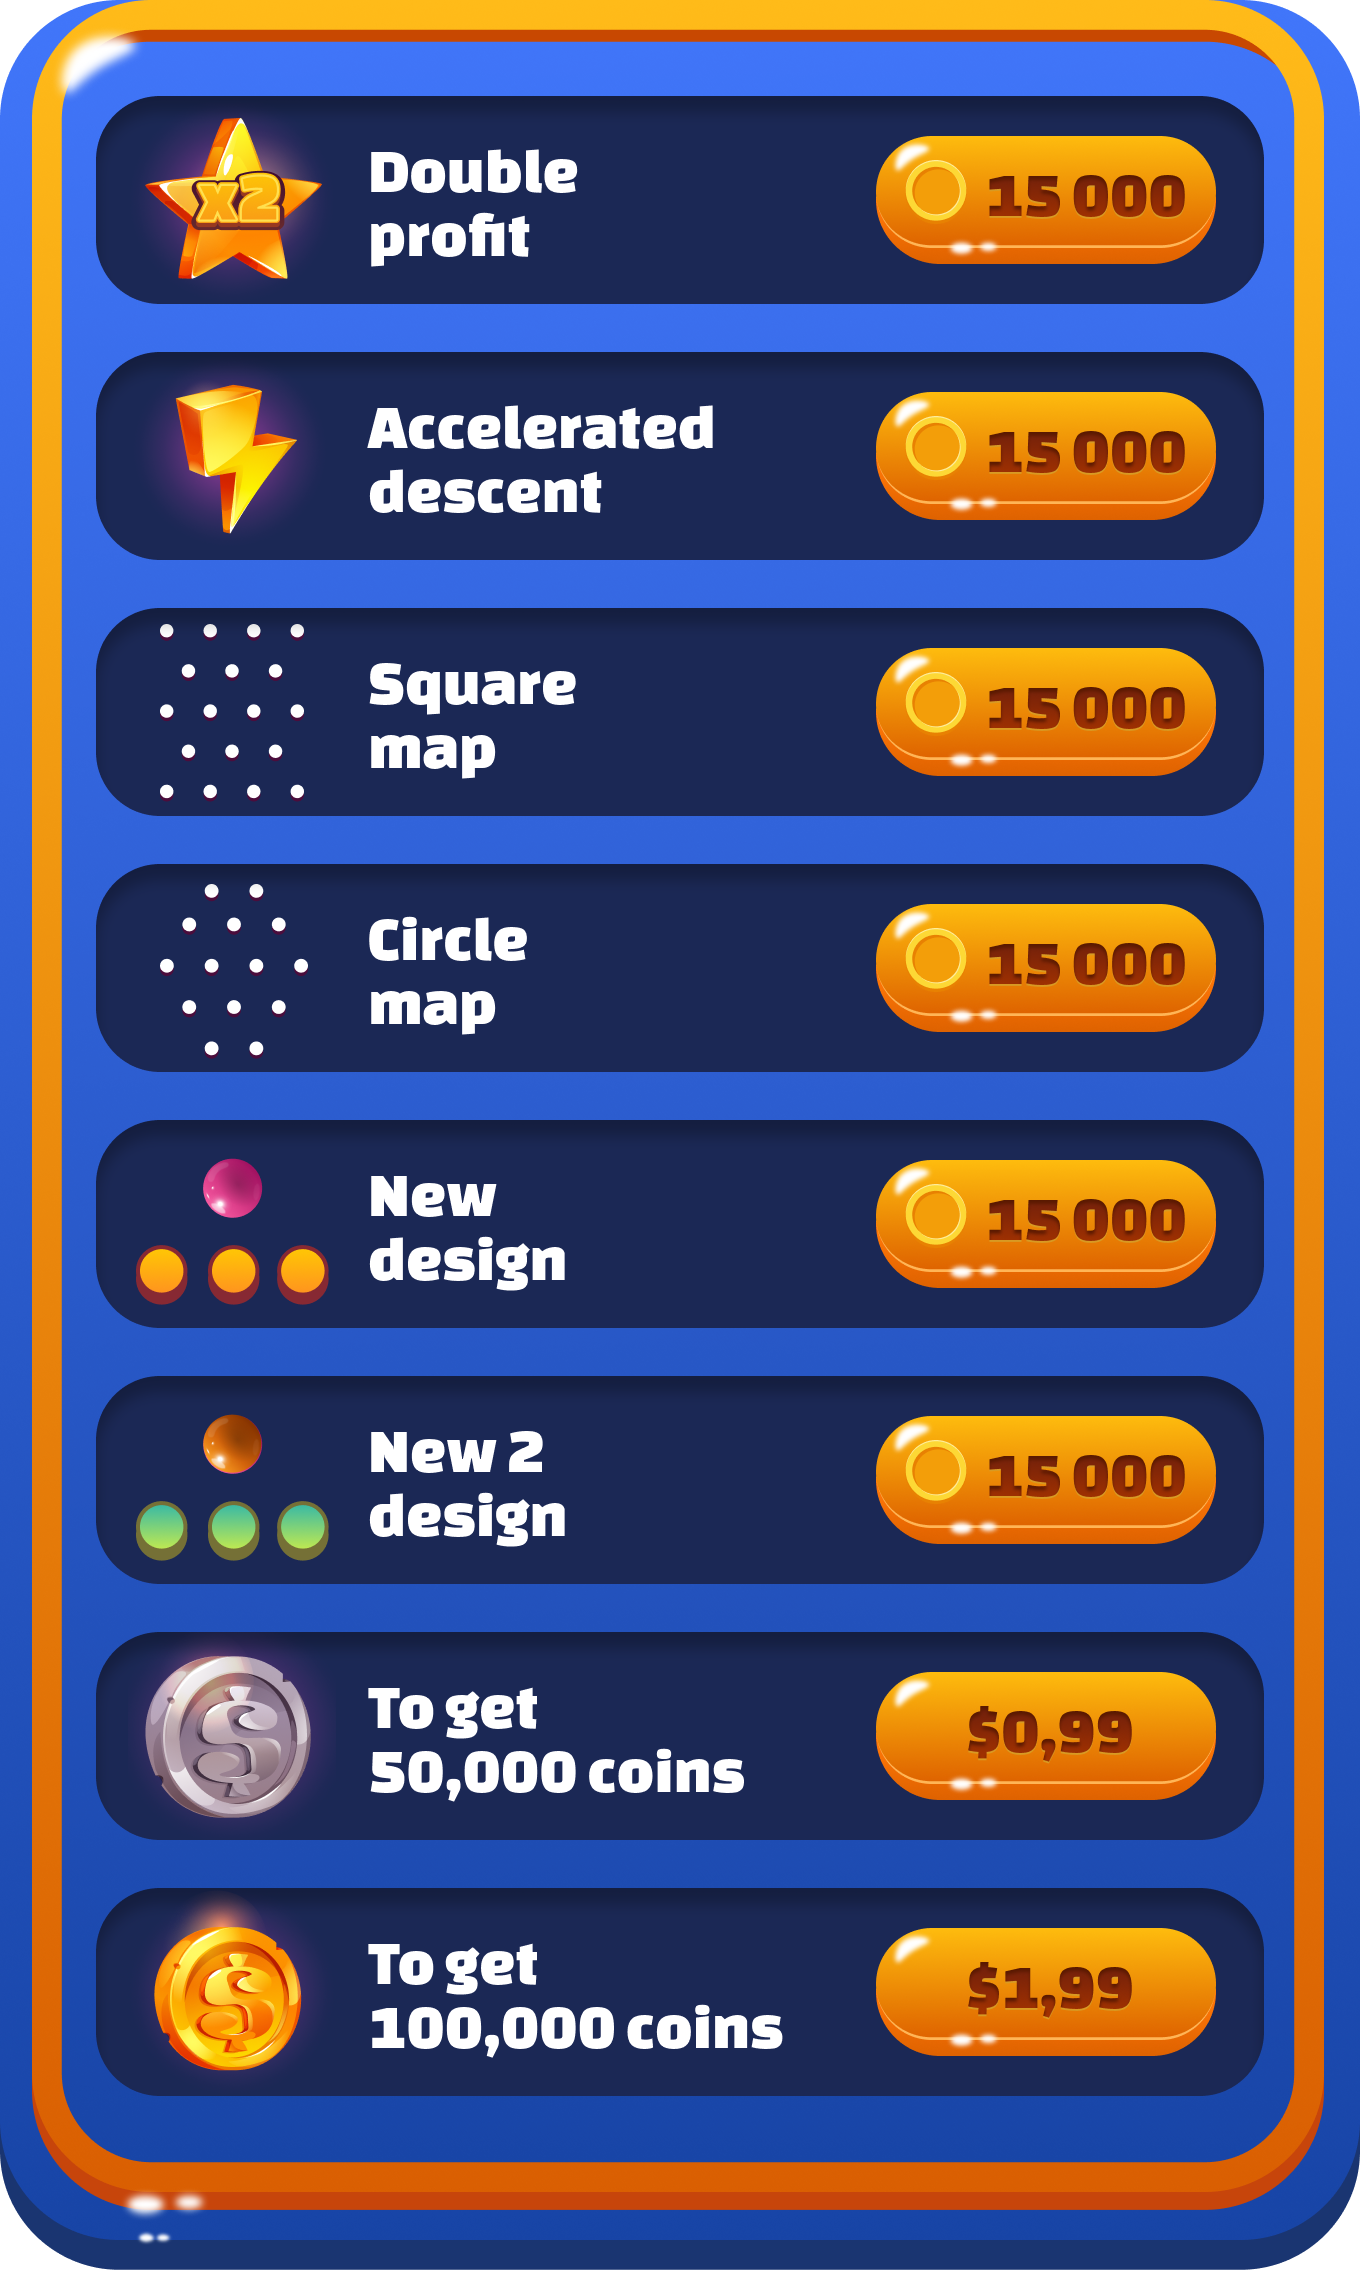 x2
Double
profit
15 000
Accelerated
descent
15 000
Square
map
15 000
Circle
map
15 000
New
design
15 000
New 2
design
15 000
$
To get
50,000 coins
$0,99
$
To get
100,000 coins
$1,99